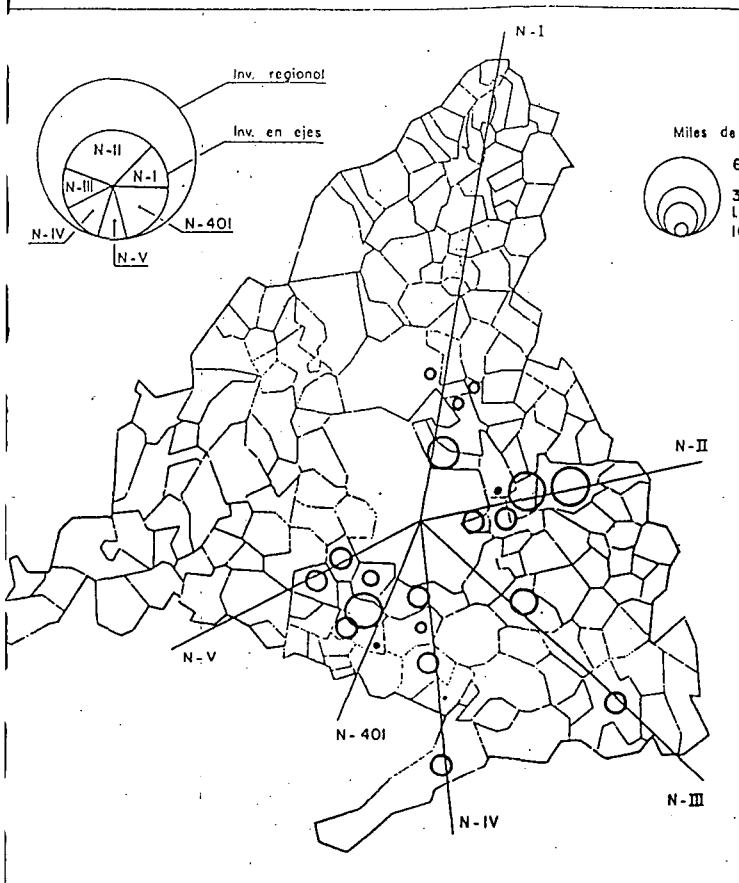 N-I
Inv. regional
Inv. en ejes
N-II
N-I
N-III
N-IV
N-V
N-401
Miles de
N-II
N-V
N-401
N-IV
N-III